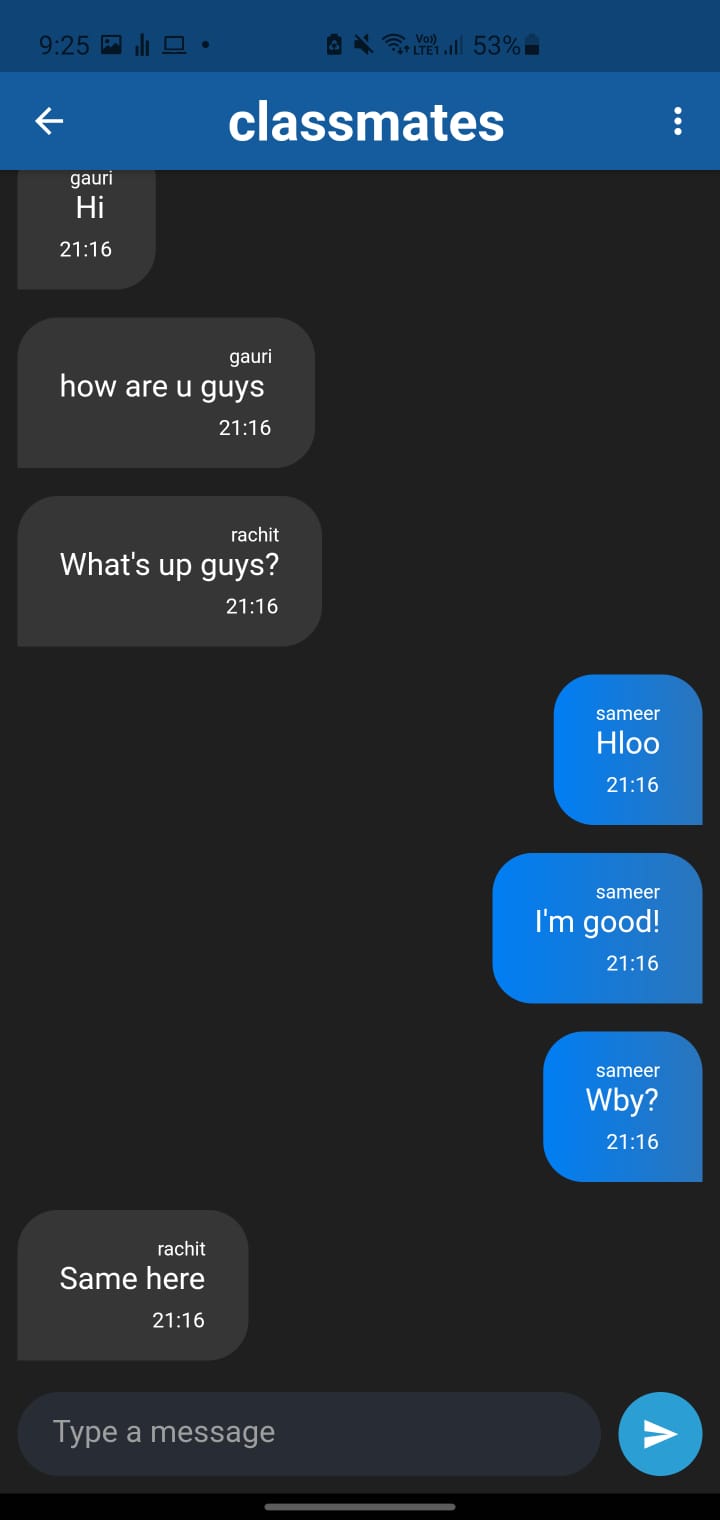 9:25 Vo)) LTE1 53%
classmates
gauri
Hi
21:16
gauri
how are u guys
21:16
rachit
What's up guys?
21:16
sameer
Hloo
21:16
sameer
I'm good!
21:16
sameer
Wby?
21:16
rachit
Same here
21:16
Type a message